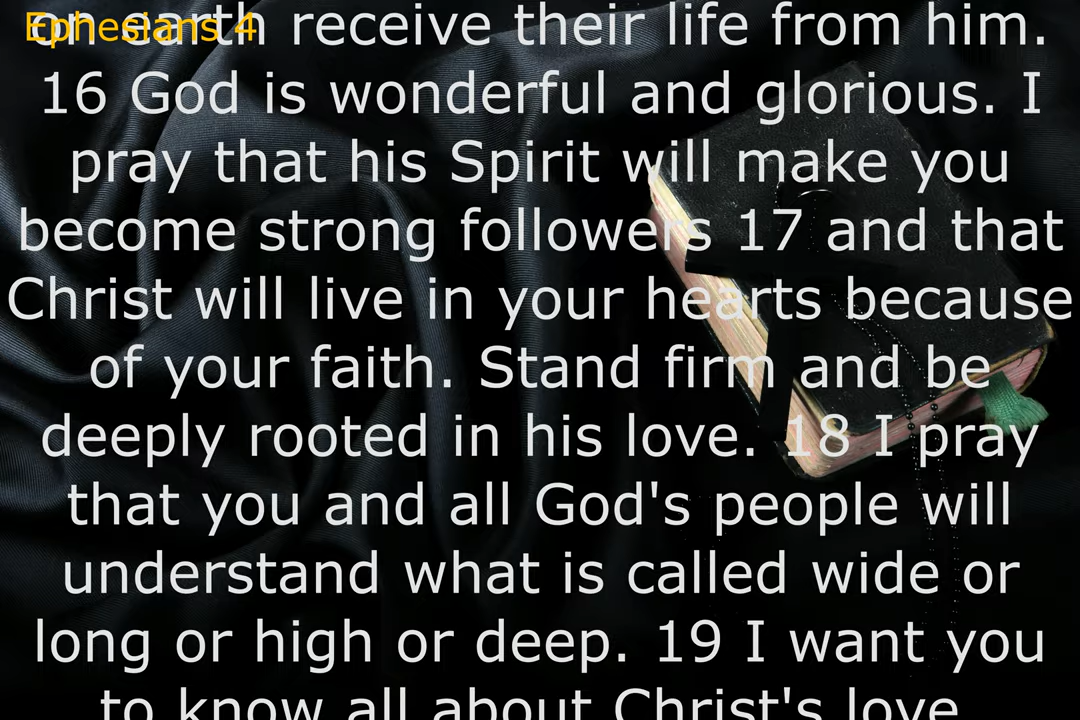 Ephesians 4
on earth receive their life from him.
16 God is wonderful and glorious. I
pray that his Spirit will make you
become strong followers 17 and that
Christ will live in your hearts because
of your faith. Stand firm and be
deeply rooted in his love. 18 I pray
that you and all God's people will
understand what is called wide or
long or high or deep. 19 I want you
to know all about Christ's love,